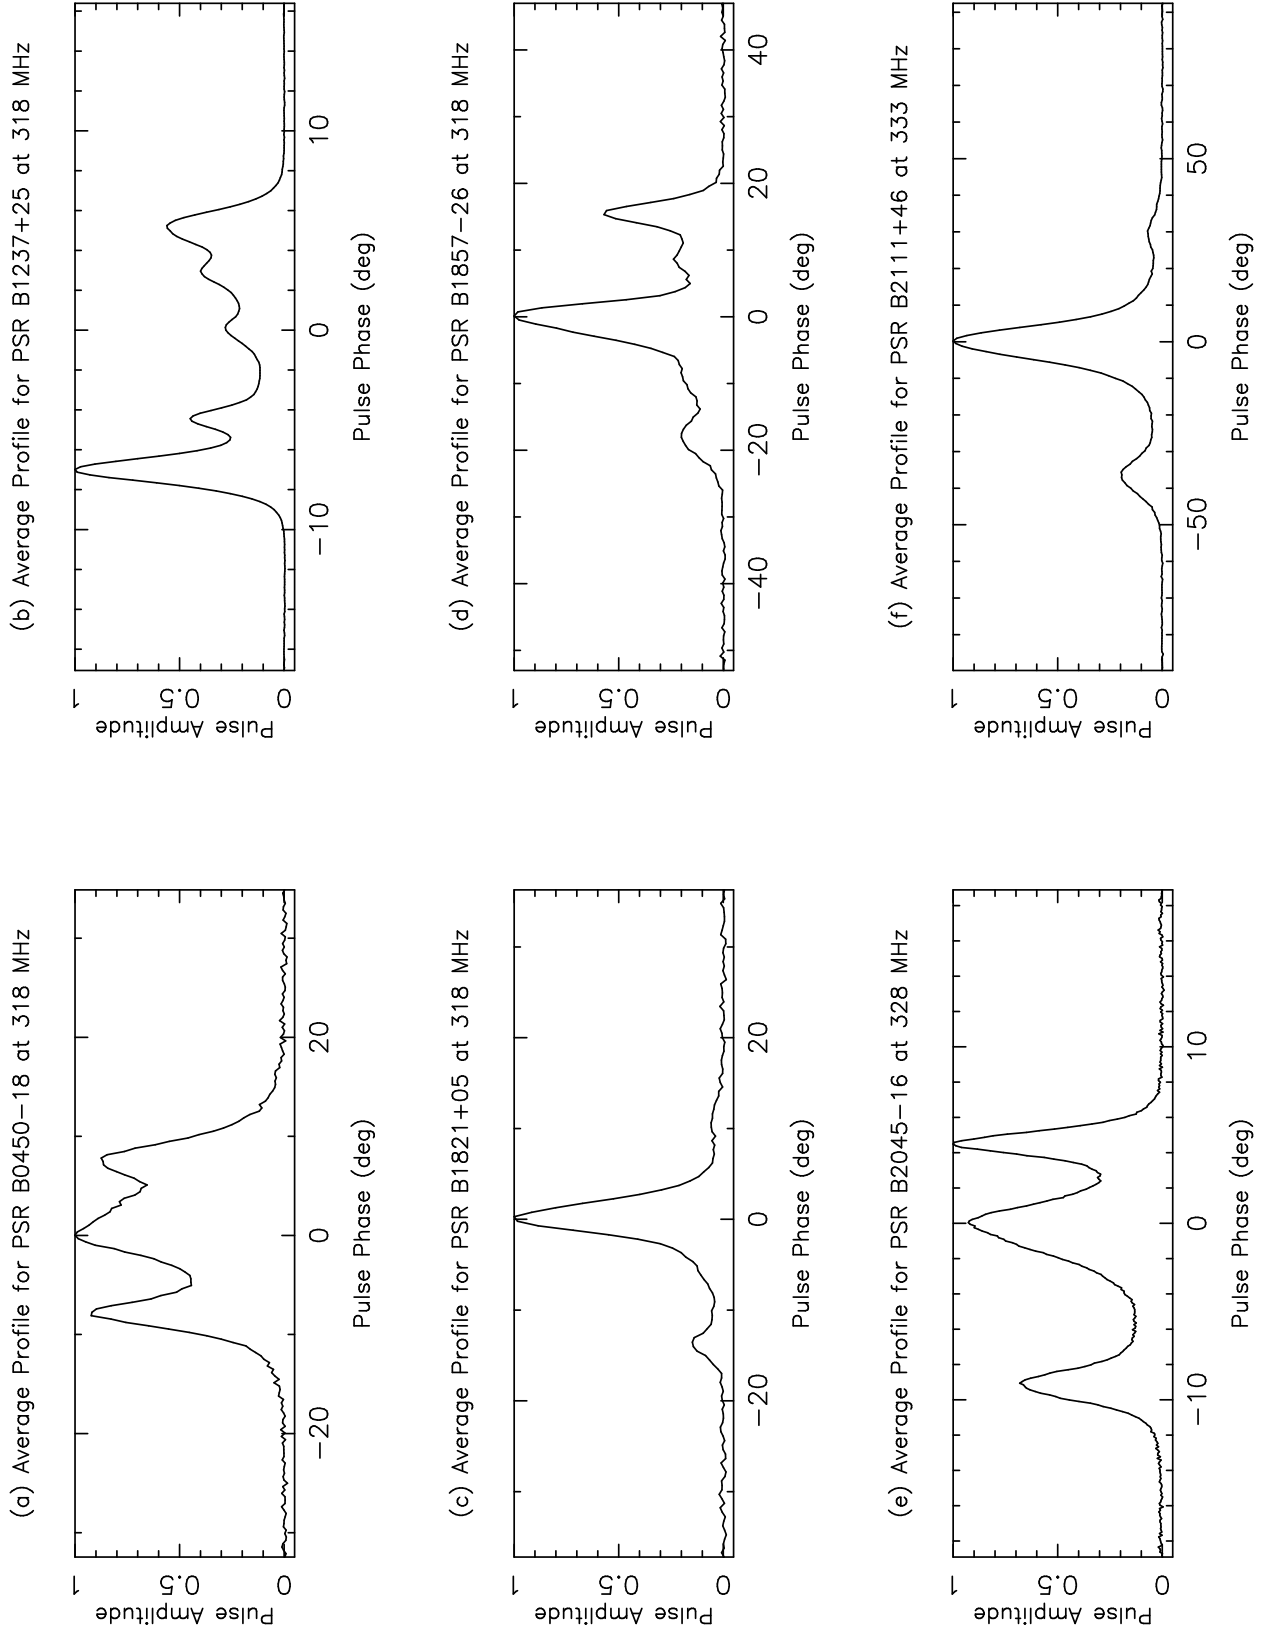 (a) Average Profile for PSR B0450−18 at 318 MHz
Pulse Amplitude
1
0.5
0
−20
0
20
Pulse Phase (deg)
(b) Average Profile for PSR B1237+25 at 318 MHz
Pulse Amplitude
1
0.5
0
−10
0
10
Pulse Phase (deg)
(c) Average Profile for PSR B1821+05 at 318 MHz
Pulse Amplitude
1
0.5
0
−20
0
20
Pulse Phase (deg)
(d) Average Profile for PSR B1857−26 at 318 MHz
Pulse Amplitude
1
0.5
0
−40
−20
0
20
40
Pulse Phase (deg)
(e) Average Profile for PSR B2045−16 at 328 MHz
Pulse Amplitude
1
0.5
0
−10
0
10
Pulse Phase (deg)
(f) Average Profile for PSR B2111+46 at 333 MHz
Pulse Amplitude
1
0.5
0
−50
0
50
Pulse Phase (deg)